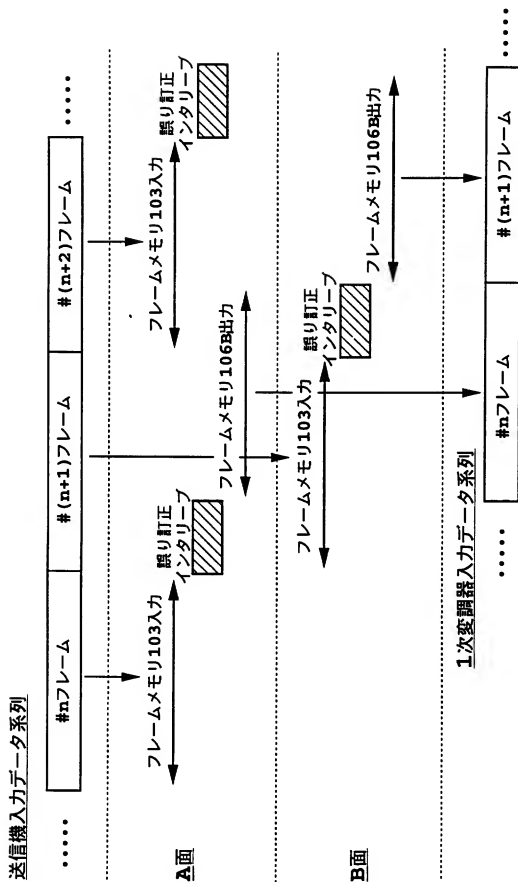 送信機入力データ系列
・・・・・
#nフレーム
#(n+1)フレーム
#(n+2)フレーム
・・・・・
A面
フレームメモリ103入力
誤り訂正
インタリーブ
フレームメモリ106B出力
フレームメモリ103入力
誤り訂正
インタリーブ
B面
フレームメモリ103入力
誤り訂正
インタリーブ
フレームメモリ106B出力
1次変調器入力データ系列
・・・・・
#nフレーム
#(n+1)フレーム
・・・・・